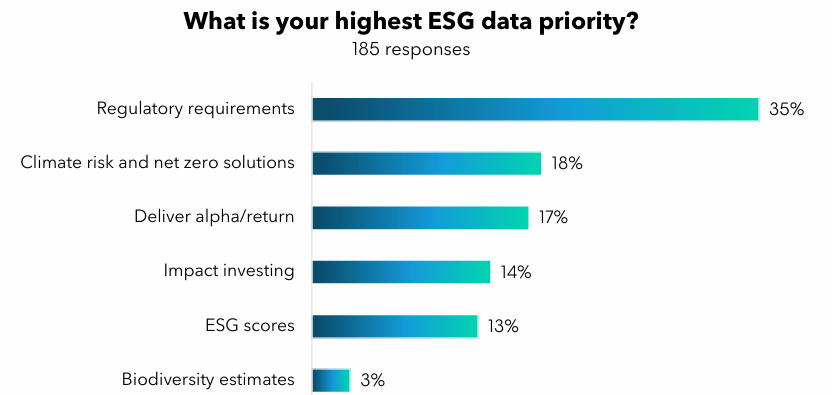 What is your highest ESG data priority?
185 responses
Regulatory requirements 35%
Climate risk and net zero solutions 18%
Deliver alpha/return 17%
Impact investing 14%
ESG scores 13%
Biodiversity estimates 3%